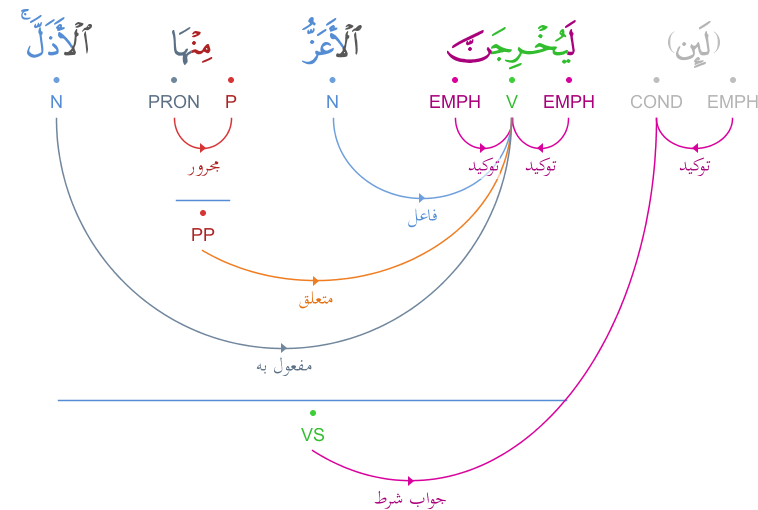 (لَئِن) لَيُخْرِجَنَّ ٱلْأَعَزُّ مِنْهَا ٱلْأَذَلَّ ۚ
EMPH COND EMPH V EMPH N P PRON N
توكيد توكيد توكيد مجرور
فاعل
PP
متعلق
مفعول به
VS
جواب شرط